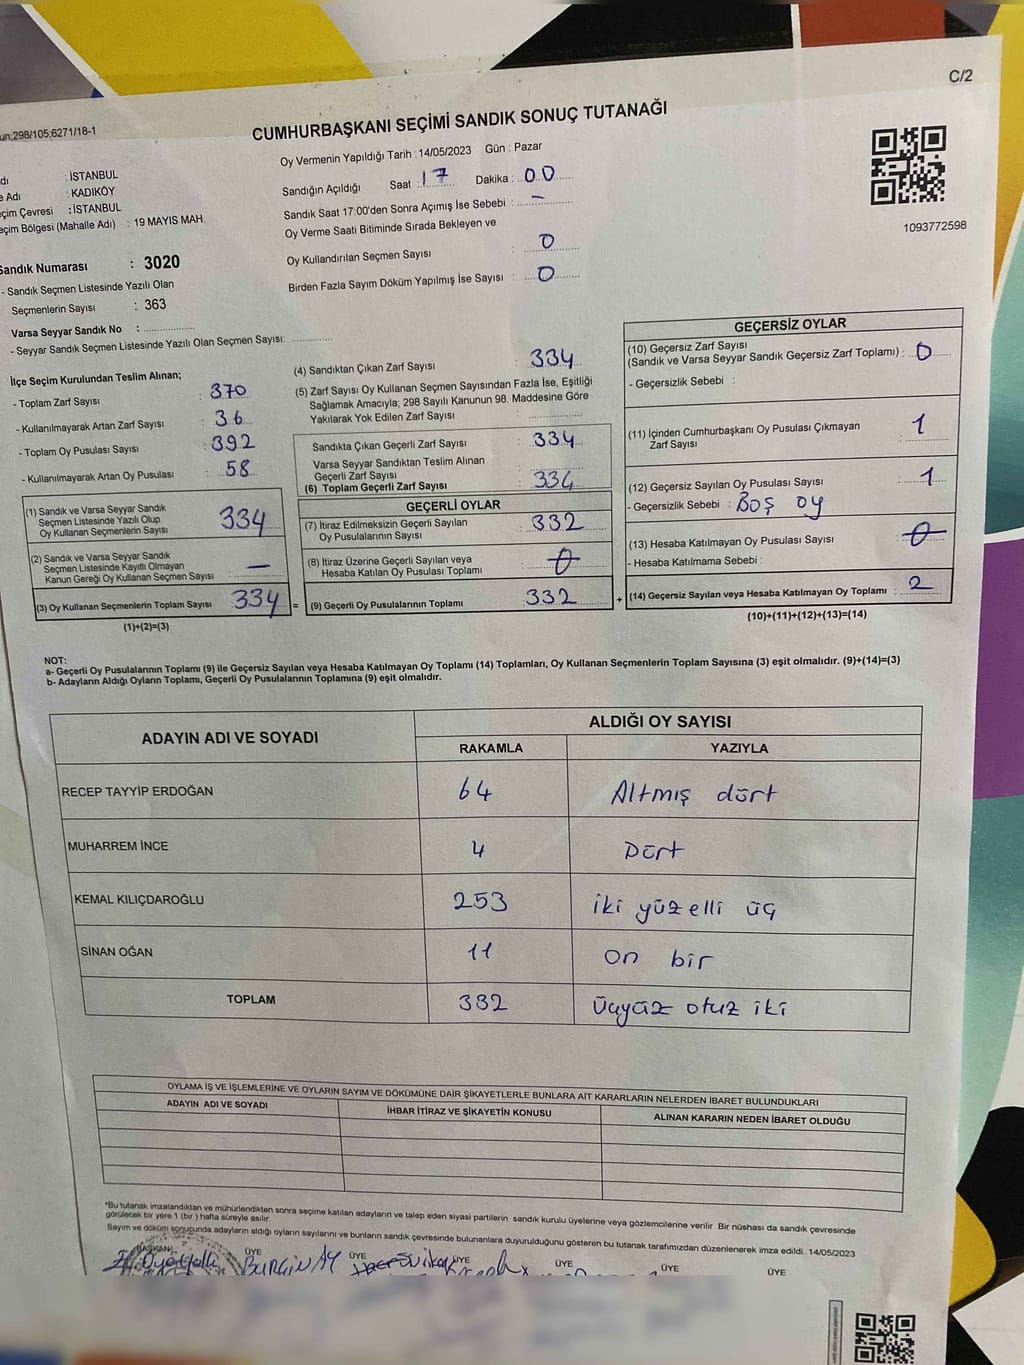 C/2
un;298/105,6271/18-1
CUMHURBAŞKANI SEÇİMİ SANDIK SONUÇ TUTANAĞI
dı : İSTANBUL
e Adı : KADIKÖY
çim Çevresi : İSTANBUL
eçim Bölgesi (Mahalle Adı) : 19 MAYIS MAH.
Sandık Numarası : 3020
- Sandık Seçmen Listesinde Yazılı Olan
Seçmenlerin Sayısı : 363
Varsa Seyyar Sandık No :
- Seyyar Sandık Seçmen Listesinde Yazılı Olan Seçmen Sayısı:
Oy Vermenin Yapıldığı Tarih : 14/05/2023 Gün : Pazar
Sandığın Açıldığı Saat : 17 Dakika : 00
Sandık Saat 17:00'den Sonra Açımış İse Sebebi : -
Oy Verme Saati Bitiminde Sırada Bekleyen ve
Oy Kullandırılan Seçmen Sayısı : 0
Birden Fazla Sayım Döküm Yapılmış İse Sayısı : 0
1093772598
İlçe Seçim Kurulundan Teslim Alınan;
- Toplam Zarf Sayısı : 370
- Kullanılmayarak Artan Zarf Sayısı : 36
- Toplam Oy Pusulası Sayısı : 392
- Kullanılmayarak Artan Oy Pusulası : 58
(1) Sandık ve Varsa Seyyar Sandık
Seçmen Listesinde Yazılı Olup
Oy Kullanan Seçmenlerin Sayısı 334
(2) Sandık ve Varsa Seyyar Sandık
Seçmen Listesinde Kayıtlı Olmayan
Kanun Gereği Oy Kullanan Seçmen Sayısı : —
(3) Oy Kullanan Seçmenlerin Toplam Sayısı 334 =
(1)+(2)=(3)
(4) Sandıktan Çıkan Zarf Sayısı : 334
(5) Zarf Sayısı Oy Kullanan Seçmen Sayısından Fazla İse, Eşitliği
Sağlamak Amacıyla; 298 Sayılı Kanunun 98. Maddesine Göre
Yakılarak Yok Edilen Zarf Sayısı :
Sandıkta Çıkan Geçerli Zarf Sayısı : 334
Varsa Seyyar Sandıktan Teslim Alınan
Geçerli Zarf Sayısı :
(6) Toplam Geçerli Zarf Sayısı : 334
GEÇERLİ OYLAR
(7) İtiraz Edilmeksizin Geçerli Sayılan
Oy Pusulalarının Sayısı : 332
(8) İtiraz Üzerine Geçerli Sayılan veya
Hesaba Katılan Oy Pusulası Toplamı : 0
(9) Geçerli Oy Pusulalarının Toplamı : 332 +
GEÇERSİZ OYLAR
(10) Geçersiz Zarf Sayısı
(Sandık ve Varsa Seyyar Sandık Geçersiz Zarf Toplamı) : 0
- Geçersizlik Sebebi :
(11) İçinden Cumhurbaşkanı Oy Pusulası Çıkmayan
Zarf Sayısı : 1
(12) Geçersiz Sayılan Oy Pusulası Sayısı : 1
- Geçersizlik Sebebi : Boş oy
(13) Hesaba Katılmayan Oy Pusulası Sayısı : 0
- Hesaba Katılmama Sebebi :
(14) Geçersiz Sayılan veya Hesaba Katılmayan Oy Toplamı : 2
(10)+(11)+(12)+(13)=(14)
NOT:
a- Geçerli Oy Pusulalarının Toplamı (9) ile Geçersiz Sayılan veya Hesaba Katılmayan Oy Toplamı (14) Toplamları, Oy Kullanan Seçmenlerin Toplam Sayısına (3) eşit olmalıdır. (9)+(14)=(3)
b- Adayların Aldığı Oyların Toplamı, Geçerli Oy Pusulalarının Toplamına (9) eşit olmalıdır.
ADAYIN ADI VE SOYADI ALDIĞI OY SAYISI
RAKAMLA YAZIYLA
RECEP TAYYİP ERDOĞAN 64 Altmış dört
MUHARREM İNCE 4 Dört
KEMAL KILIÇDAROĞLU 253 iki yüzelli üç
SİNAN OĞAN 11 on bir
TOPLAM 332 Üçyüz otuz iki
OYLAMA İŞ VE İŞLEMLERİNE VE OYLARIN SAYIM VE DÖKÜMÜNE DAİR ŞİKAYETLERLE BUNLARA AİT KARARLARIN NELERDEN İBARET BULUNDUKLARI
ADAYIN ADI VE SOYADI İHBAR İTİRAZ VE ŞİKAYETİN KONUSU ALINAN KARARIN NEDEN İBARET OLDUĞU
*Bu tutanak imzalandıktan ve mühürlendikten sonra seçime katılan adayların ve talep eden siyasi partilerin sandık kurulu üyelerine veya gözlemcilerine verilir .Bir nüshası da sandık çevresinde
görülecek bir yere 1 (bir ) hafta süreyle asılır.
Sayım ve döküm sonucunda adayların aldığı oyların sayılarını ve bunların sandık çevresinde bulunanlara duyurulduğunu gösteren bu tutanak tarafımızdan düzenlenerek imza edildi. 14/05/2023
BAŞKAN ÜYE ÜYE ÜYE ÜYE ÜYE ÜYE
BURGİN AY